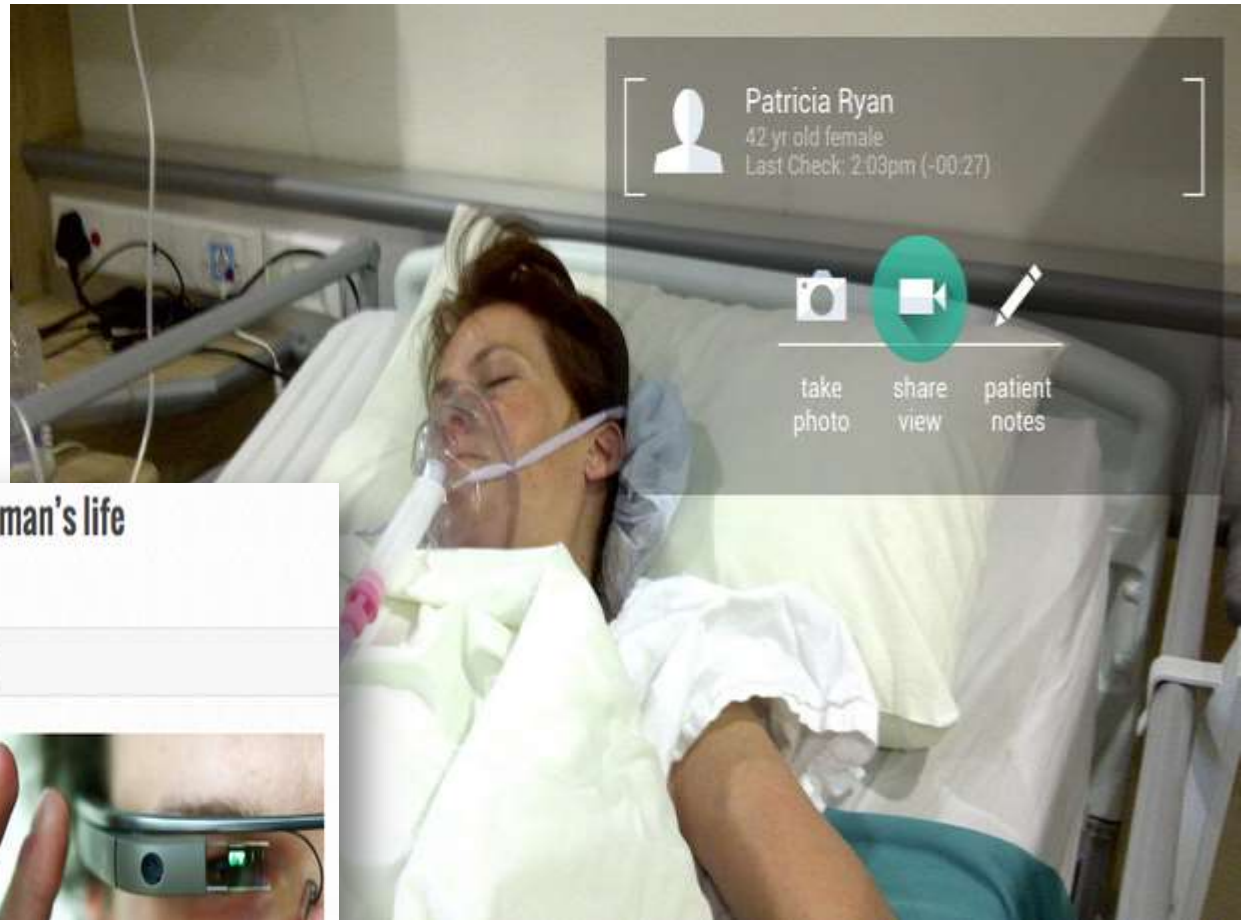 Patricia Ryan
42 yr old female
Last Check: 2:03pm (-00:27)
take photo
share view
patient notes
man's life